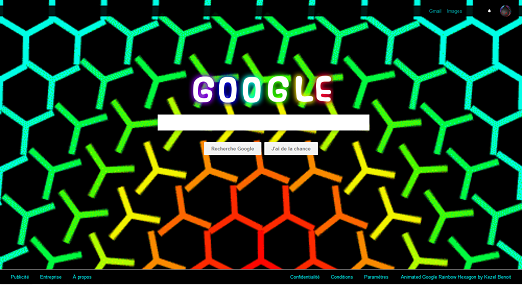 Gmail Images
GOOGLE
Recherche Google J'ai de la chance
Publicité Entreprise À propos Confidentialité Conditions Paramètres Animated Google Rainbow Hexagon by Kezel Benoit